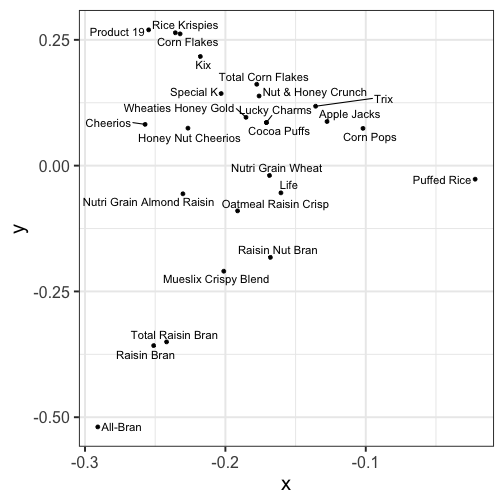 0.25
0.00
-0.25
-0.50
y
Product 19
Rice Krispies
Corn Flakes
Kix
Total Corn Flakes
Special K
Nut & Honey Crunch
Trix
Wheaties Honey Gold
Lucky Charms
Apple Jacks
Cheerios
Cocoa Puffs
Honey Nut Cheerios
Corn Pops
Nutri Grain Wheat
Puffed Rice
Life
Nutri Grain Almond Raisin
Oatmeal Raisin Crisp
Raisin Nut Bran
Mueslix Crispy Blend
Total Raisin Bran
Raisin Bran
All-Bran
-0.3
-0.2
-0.1
x